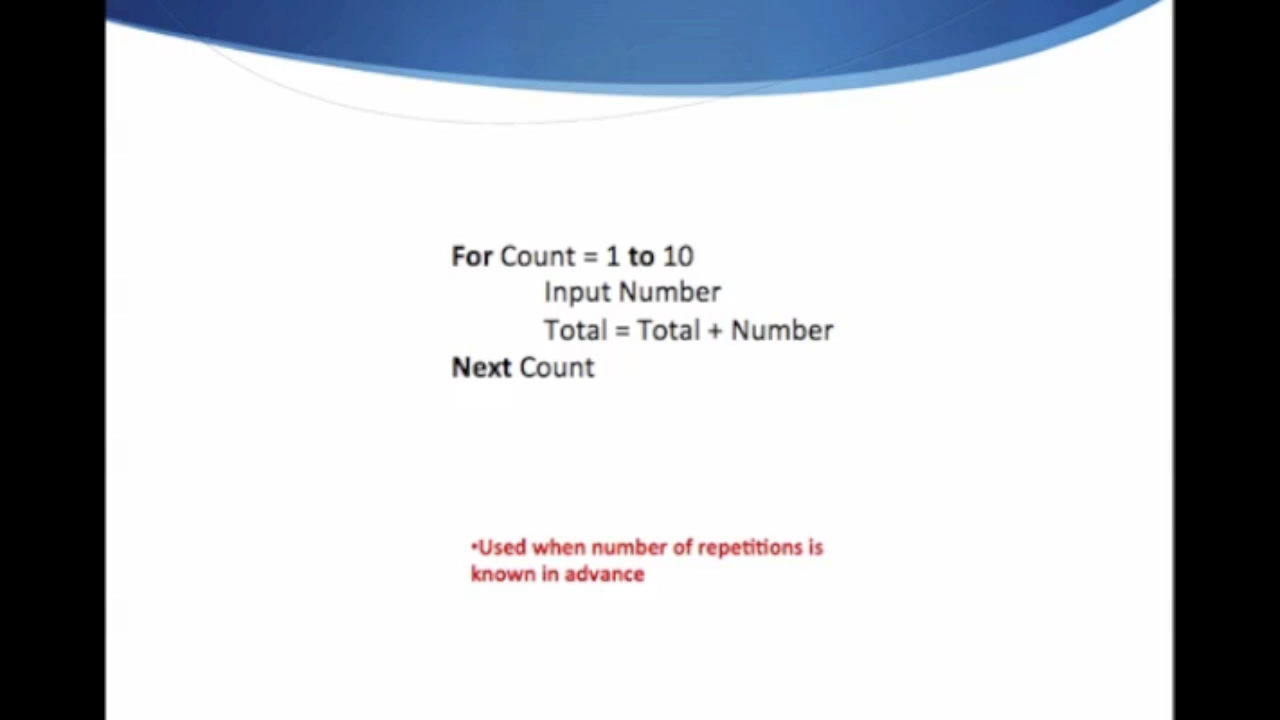 For Count = 1 to 10
Input Number
Total = Total + Number
Next Count
•Used when number of repetitions is
known in advance